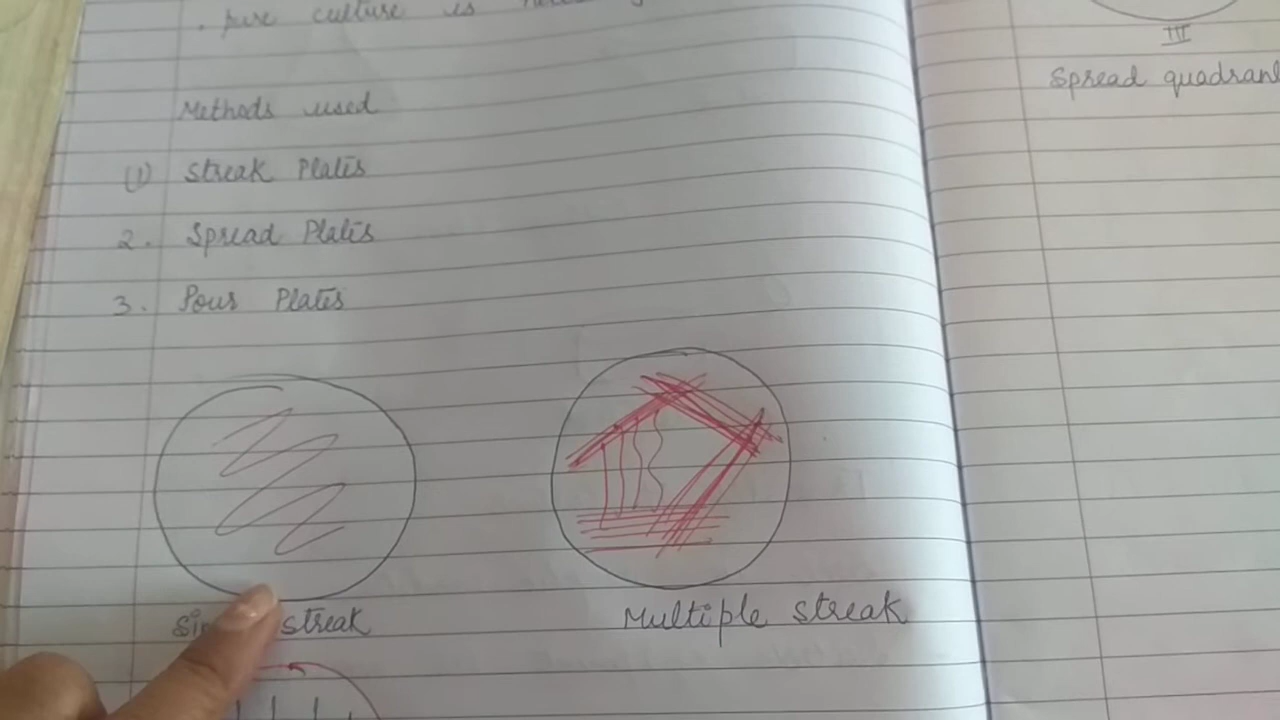 . pure culture is
Methods used
(1) Streak Plates
2. Spread Plates
3. Pour Plates
streak
Multiple streak
III
Spread quadrant